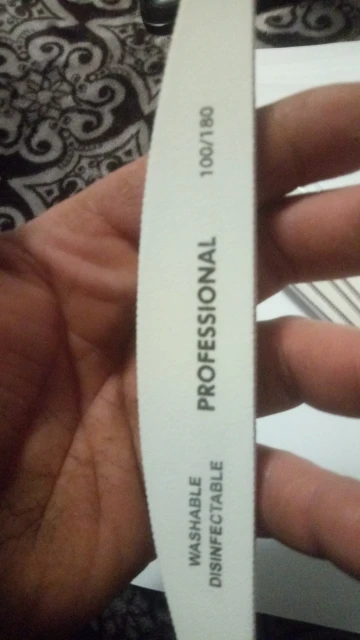 100/180
PROFESSIONAL
WASHABLE
DISINFECTABLE